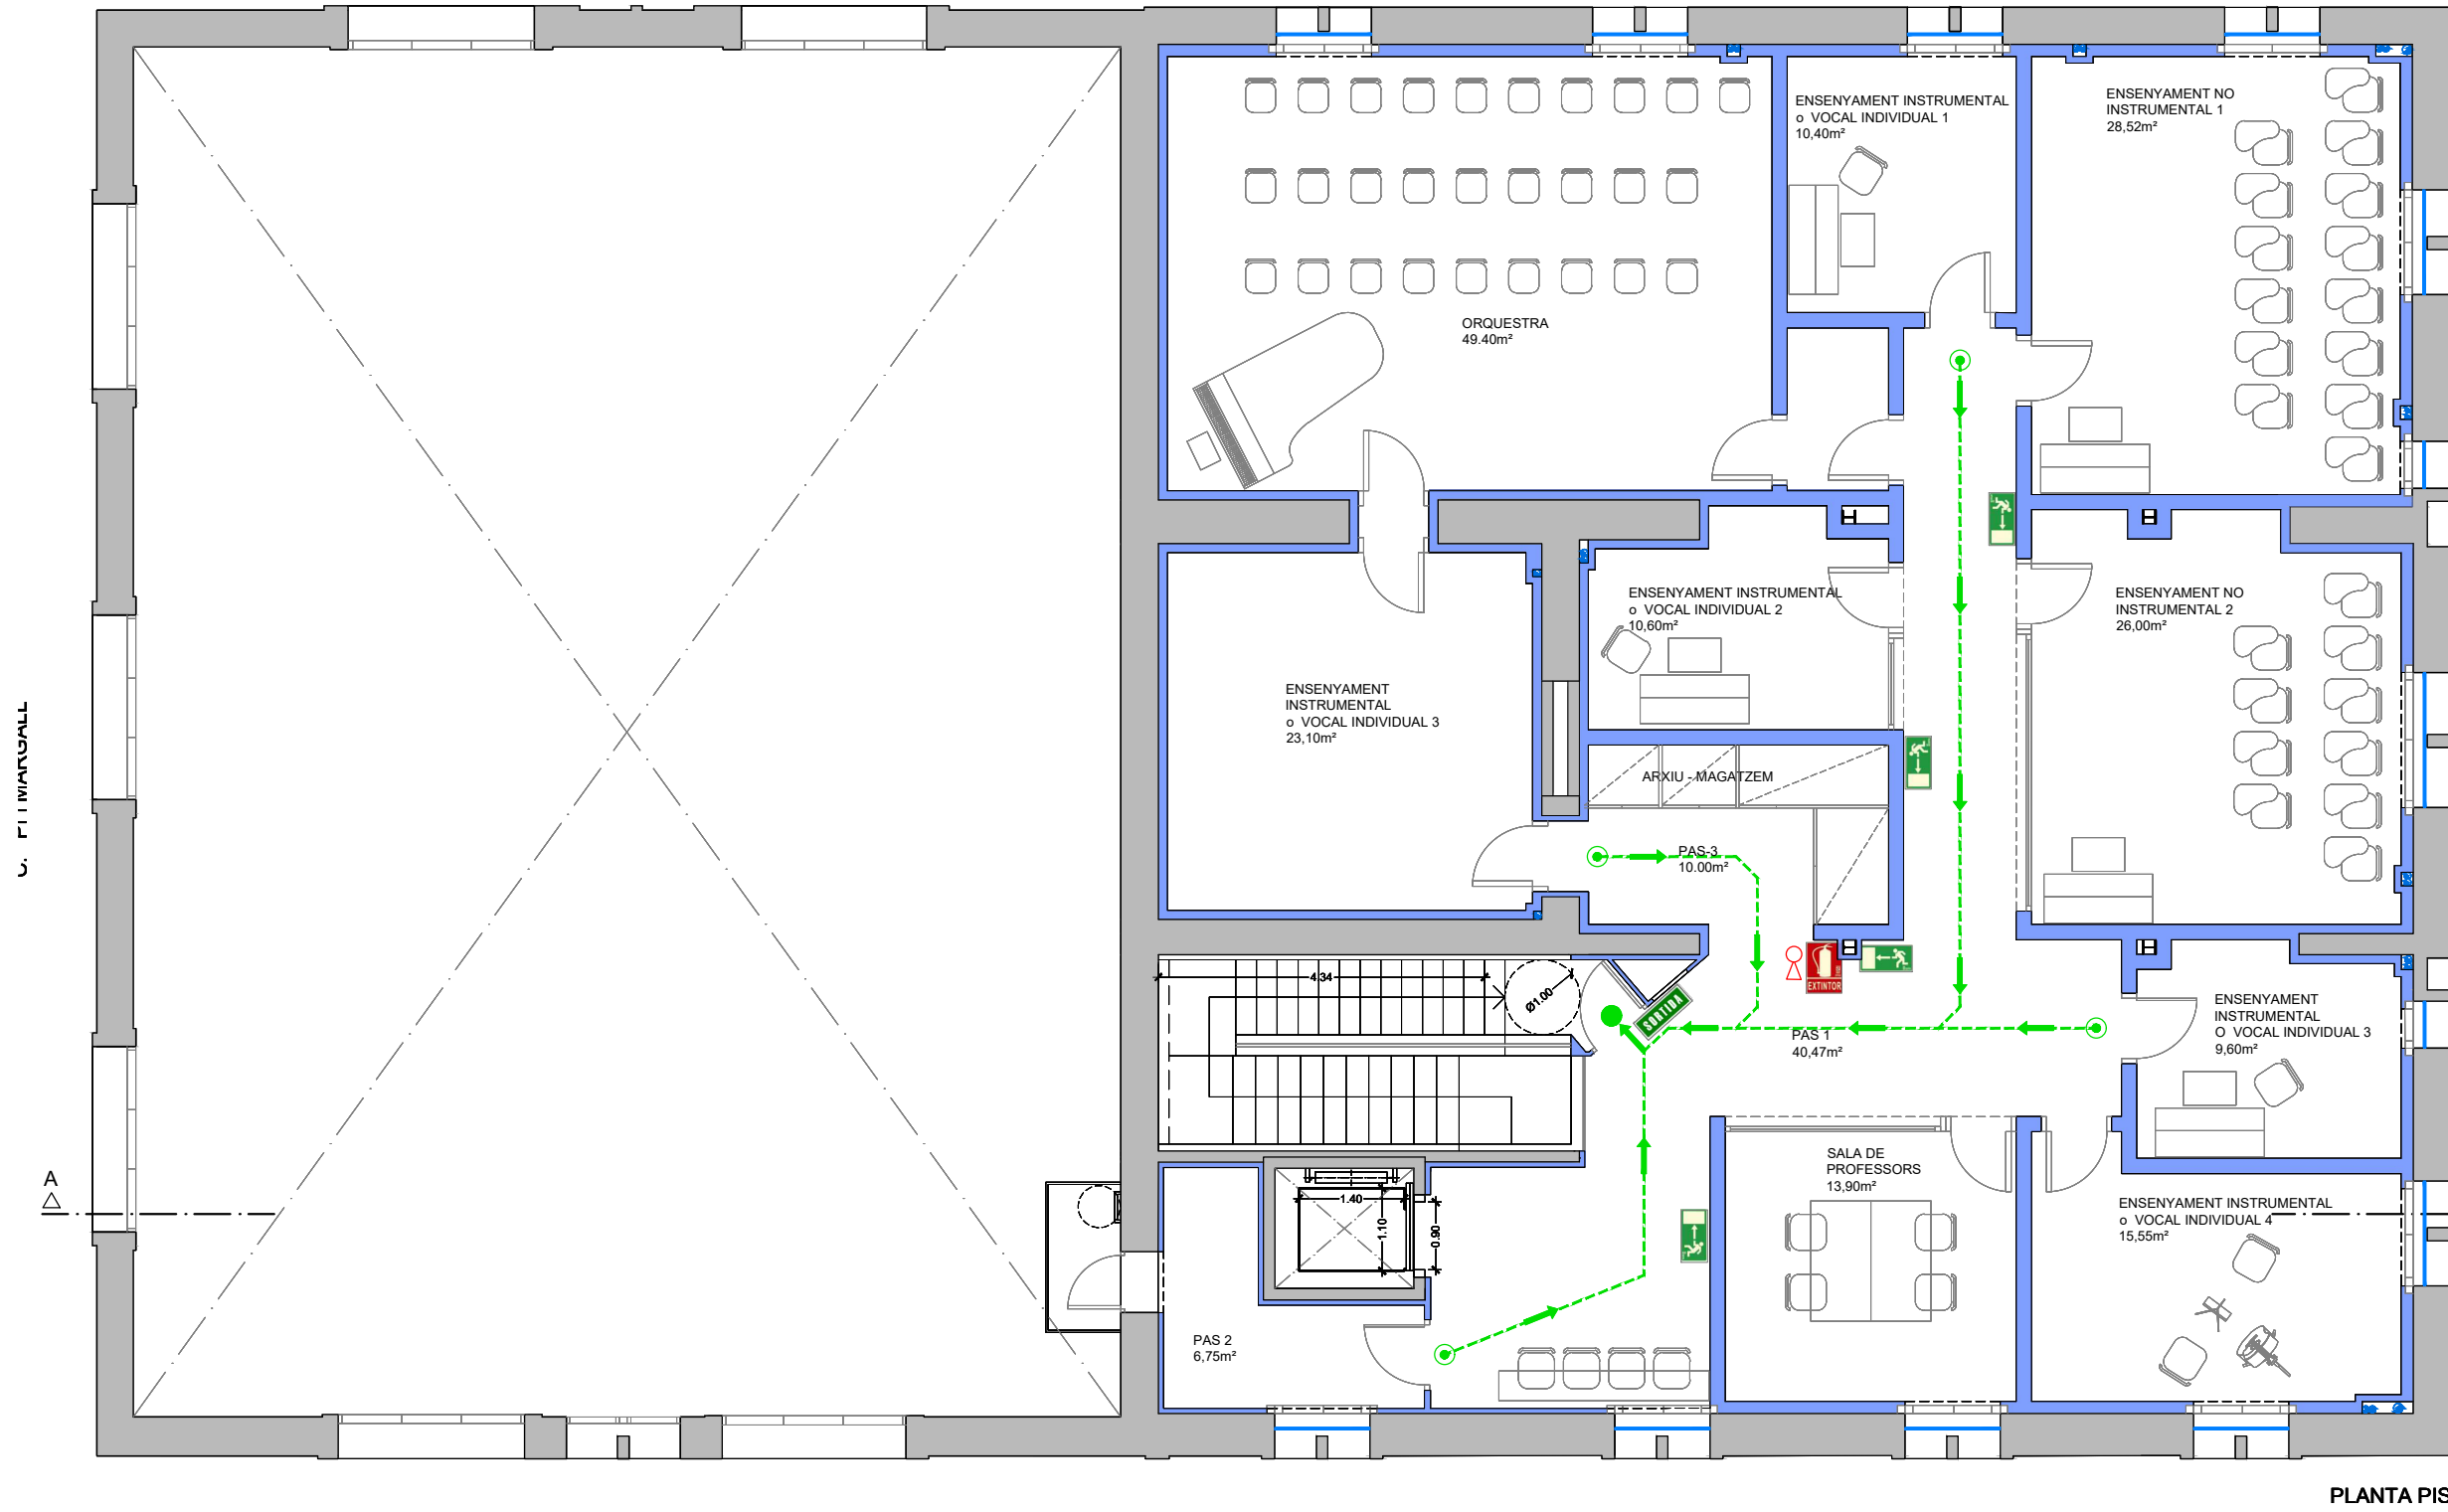 ENSENYAMENT INSTRUMENTAL
o VOCAL INDIVIDUAL 1
10,40m²
ENSENYAMENT NO
INSTRUMENTAL 1
28,52m²
ORQUESTRA
49.40m²
ENSENYAMENT INSTRUMENTAL
o VOCAL INDIVIDUAL 2
10,60m²
ENSENYAMENT NO
INSTRUMENTAL 2
26,00m²
ENSENYAMENT
INSTRUMENTAL
o VOCAL INDIVIDUAL 3
23,10m²
ARXIU - MAGATZEM
PAS-3
10.00m²
C. PI I MARGALL
EXTINTOR
4.34
Ø1.00
SORTIDA
PAS 1
40,47m²
ENSENYAMENT
INSTRUMENTAL
O VOCAL INDIVIDUAL 3
9,60m²
SALA DE
PROFESSORS
13,90m²
A
1.40
1.10
0.90
ENSENYAMENT INSTRUMENTAL
o VOCAL INDIVIDUAL 4
15,55m²
PAS 2
6,75m²
PLANTA PIS